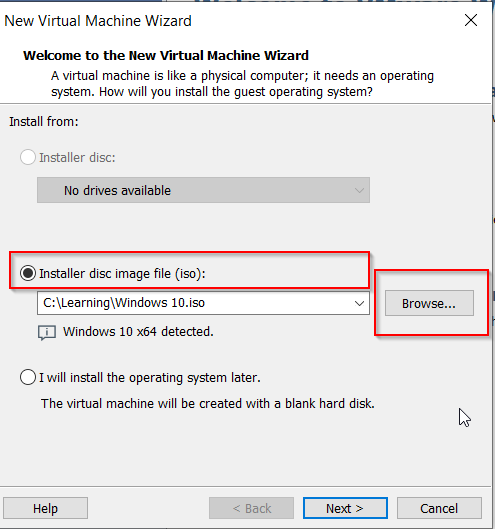 New Virtual Machine Wizard
Welcome to the New Virtual Machine Wizard
A virtual machine is like a physical computer; it needs an operating
system. How will you install the guest operating system?
Install from:
Installer disc:
No drives available
Installer disc image file (iso):
C:\Learning\Windows 10.iso
Browse...
Windows 10 x64 detected.
I will install the operating system later.
The virtual machine will be created with a blank hard disk.
Help
< Back
Next >
Cancel